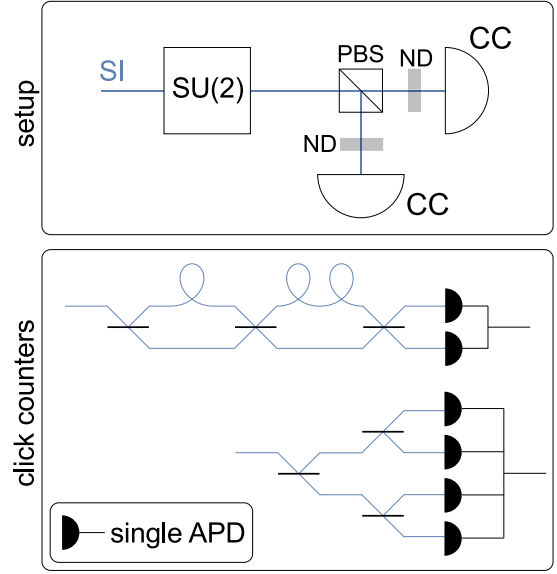 setup
SI
SU(2)
PBS
ND
CC
ND
CC
click counters
single APD